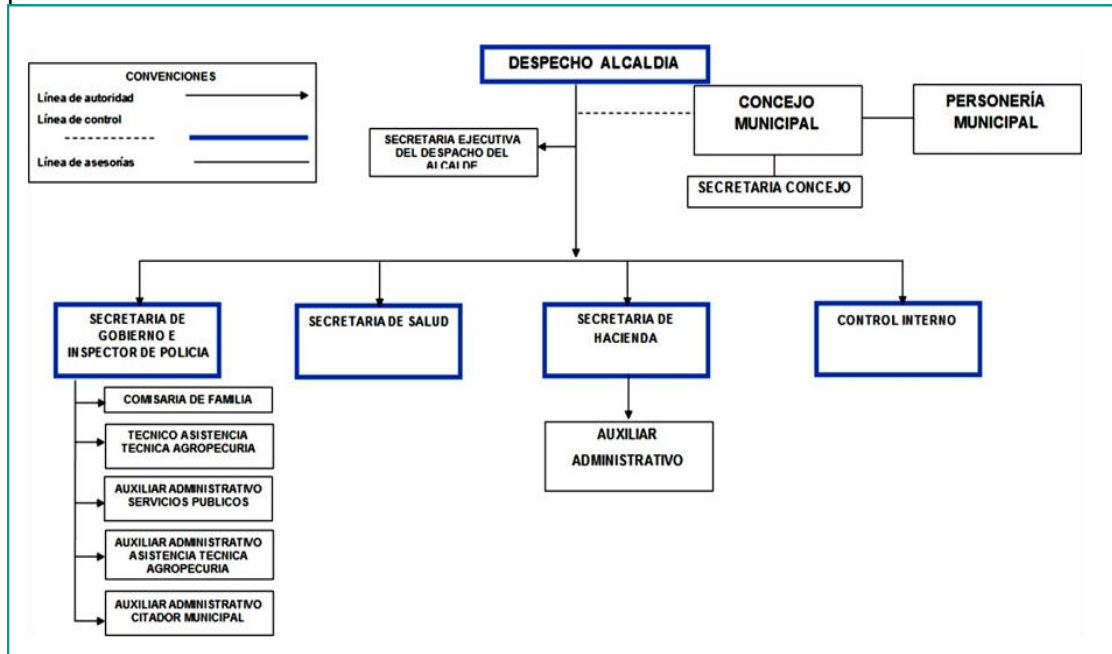 CONVENCIONES
Línea de autoridad
Línea de control
Línea de asesorías
DESPECHO ALCALDIA
CONCEJO
MUNICIPAL
PERSONERÍA
MUNICIPAL
SECRETARIA EJECUTIVA
DEL DESPACHO DEL
ALCALDE
SECRETARIA CONCEJO
SECRETARIA DE
GOBIERNO E
INSPECTOR DE POLICIA
SECRETARIA DE SALUD
SECRETARIA DE
HACIENDA
CONTROL INTERNO
COMISARIA DE FAMILIA
TECNICO ASISTENCIA
TECNICA AGROPECURIA
AUXILIAR ADMINISTRATIVO
SERVICIOS PUBLICOS
AUXILIAR ADMINISTRATIVO
ASISTENCIA TECNICA
AGROPECURIA
AUXILIAR ADMINISTRATIVO
CITADOR MUNICIPAL
AUXILIAR
ADMINISTRATIVO